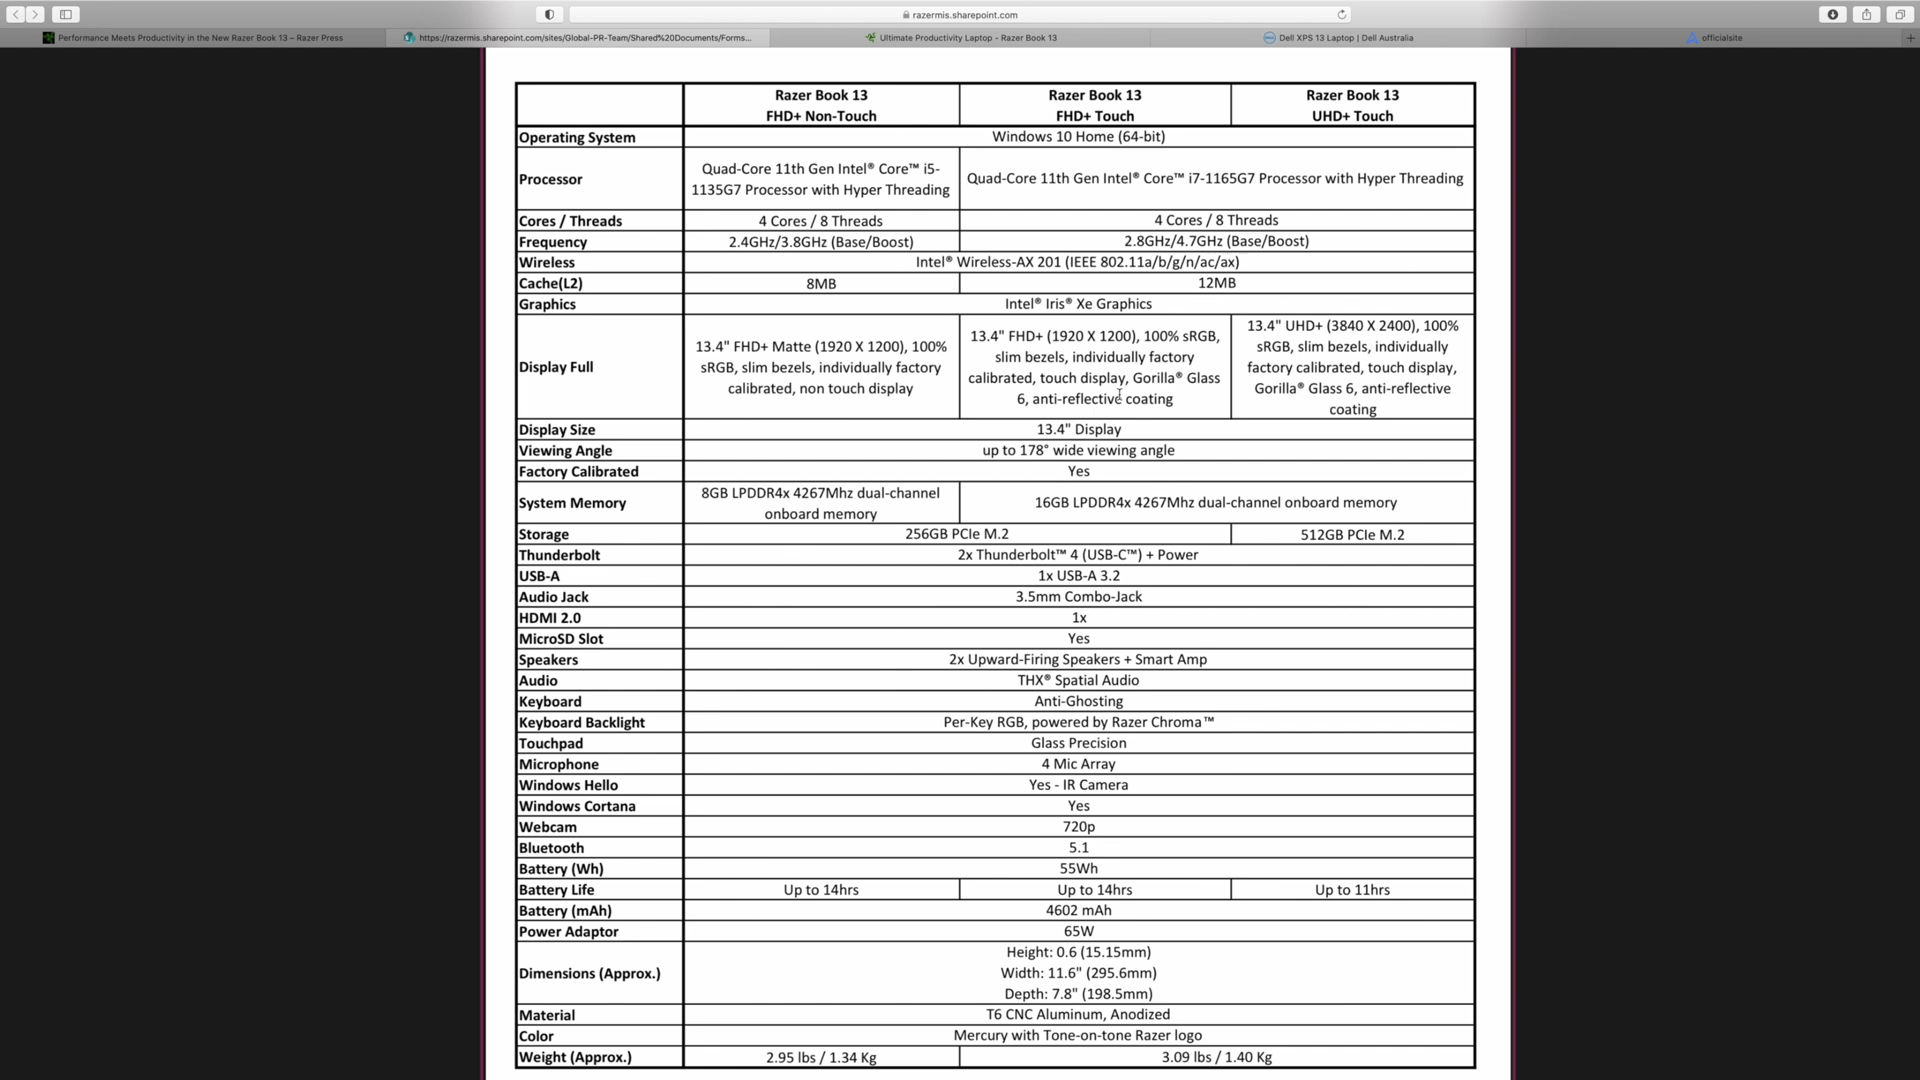 razermis.sharepoint.com
Performance Meets Productivity in the New Razer Book 13 – Razer Press
https://razermis.sharepoint.com/sites/Global-PR-Team/Shared%20Documents/Forms...
Ultimate Productivity Laptop - Razer Book 13
Dell XPS 13 Laptop | Dell Australia
officialsite
Razer Book 13
FHD+ Non-Touch
Razer Book 13
FHD+ Touch
Razer Book 13
UHD+ Touch
Operating System
Windows 10 Home (64-bit)
Processor
Quad-Core 11th Gen Intel® Core™ i5-
1135G7 Processor with Hyper Threading
Quad-Core 11th Gen Intel® Core™ i7-1165G7 Processor with Hyper Threading
Cores / Threads
4 Cores / 8 Threads
4 Cores / 8 Threads
Frequency
2.4GHz/3.8GHz (Base/Boost)
2.8GHz/4.7GHz (Base/Boost)
Wireless
Intel® Wireless-AX 201 (IEEE 802.11a/b/g/n/ac/ax)
Cache(L2)
8MB
12MB
Graphics
Intel® Iris® Xe Graphics
Display Full
13.4" FHD+ Matte (1920 X 1200), 100%
sRGB, slim bezels, individually factory
calibrated, non touch display
13.4" FHD+ (1920 X 1200), 100% sRGB,
slim bezels, individually factory
calibrated, touch display, Gorilla® Glass
6, anti-reflective coating
13.4" UHD+ (3840 X 2400), 100%
sRGB, slim bezels, individually
factory calibrated, touch display,
Gorilla® Glass 6, anti-reflective
coating
Display Size
13.4" Display
Viewing Angle
up to 178° wide viewing angle
Factory Calibrated
Yes
System Memory
8GB LPDDR4x 4267Mhz dual-channel
onboard memory
16GB LPDDR4x 4267Mhz dual-channel onboard memory
Storage
256GB PCIe M.2
512GB PCIe M.2
Thunderbolt
2x Thunderbolt™ 4 (USB-C™) + Power
USB-A
1x USB-A 3.2
Audio Jack
3.5mm Combo-Jack
HDMI 2.0
1x
MicroSD Slot
Yes
Speakers
2x Upward-Firing Speakers + Smart Amp
Audio
THX® Spatial Audio
Keyboard
Anti-Ghosting
Keyboard Backlight
Per-Key RGB, powered by Razer Chroma™
Touchpad
Glass Precision
Microphone
4 Mic Array
Windows Hello
Yes - IR Camera
Windows Cortana
Yes
Webcam
720p
Bluetooth
5.1
Battery (Wh)
55Wh
Battery Life
Up to 14hrs
Up to 14hrs
Up to 11hrs
Battery (mAh)
4602 mAh
Power Adaptor
65W
Dimensions (Approx.)
Height: 0.6 (15.15mm)
Width: 11.6" (295.6mm)
Depth: 7.8" (198.5mm)
Material
T6 CNC Aluminum, Anodized
Color
Mercury with Tone-on-tone Razer logo
Weight (Approx.)
2.95 lbs / 1.34 Kg
3.09 lbs / 1.40 Kg